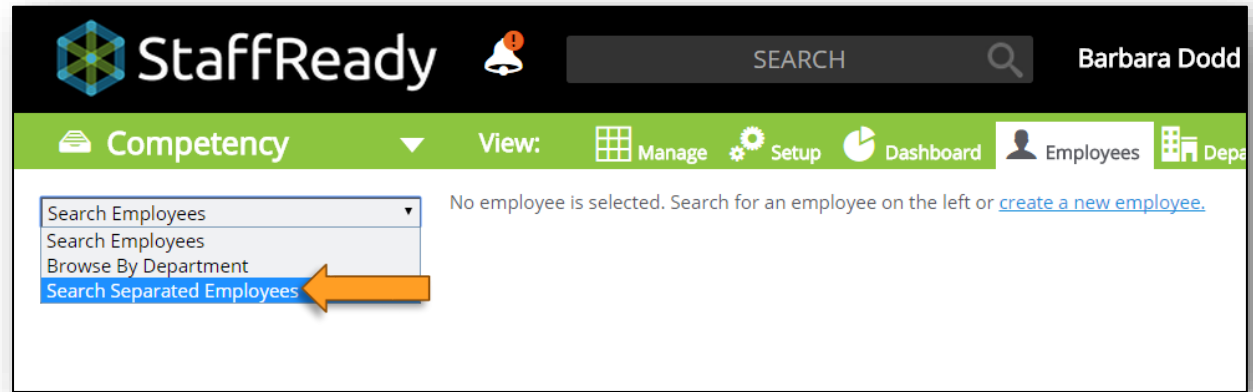 StaffReady
!
SEARCH
Barbara Dodd
Competency
View:
Manage
Setup
Dashboard
Employees
Depa
Search Employees
No employee is selected. Search for an employee on the left or create a new employee.
Search Employees
Browse By Department
Search Separated Employees